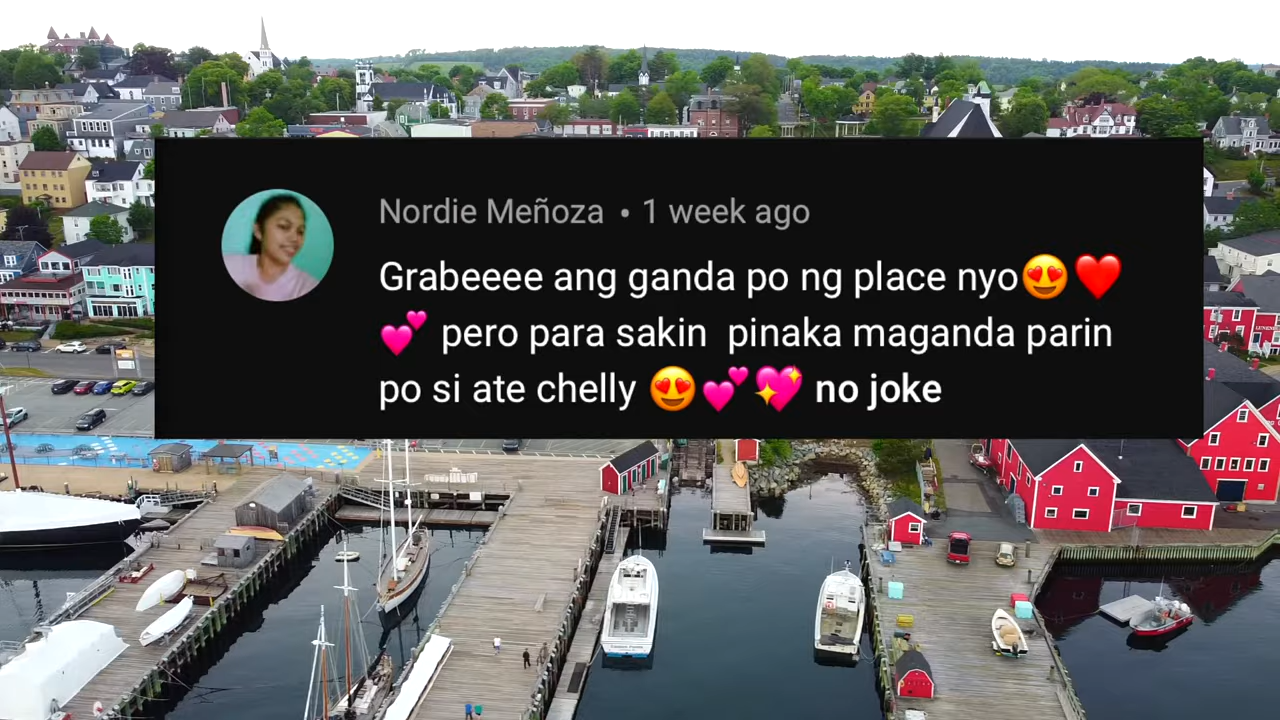 Nordie Meñoza • 1 week ago
Grabeeee ang ganda po ng place nyo😍❤️
💕 pero para sakin pinaka maganda parin
po si ate chelly 😍💕💖 no joke